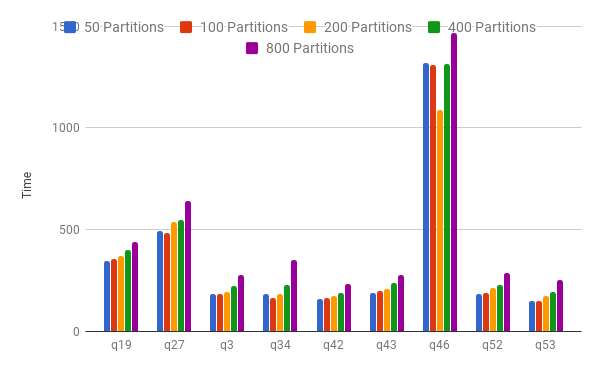 1500
50 Partitions 100 Partitions 200 Partitions 400 Partitions
800 Partitions
1000
Time
500
0
q19 q27 q3 q34 q42 q43 q46 q52 q53